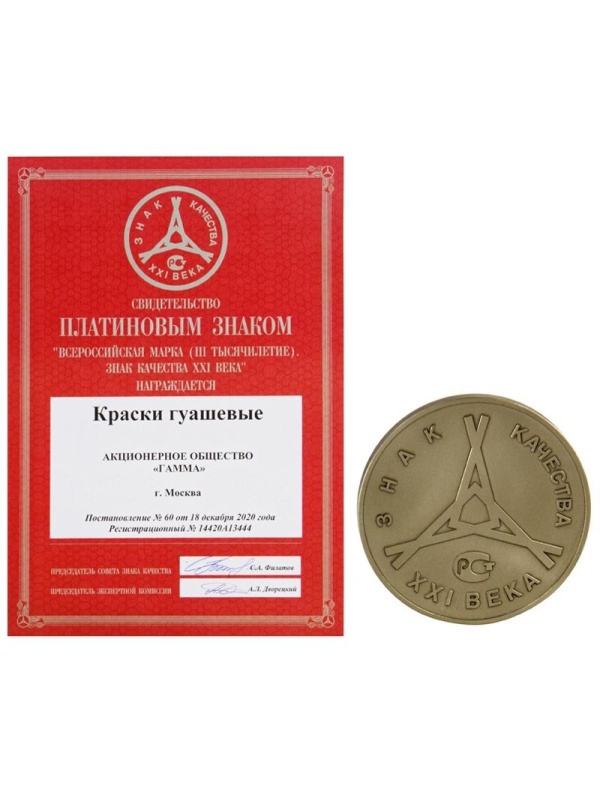 ЗНАК КАЧЕСТВА
XXI ВЕКА
РСТ
СВИДЕТЕЛЬСТВО
ПЛАТИНОВЫМ ЗНАКОМ
"ВСЕРОССИЙСКАЯ МАРКА (III ТЫСЯЧЕЛЕТИЕ).
ЗНАК КАЧЕСТВА XXI ВЕКА"
НАГРАЖДАЕТСЯ
Краски гуашевые
АКЦИОНЕРНОЕ ОБЩЕСТВО
«ГАММА»
г. Москва
Постановление № 60 от 18 декабря 2020 года
Регистрационный № 14420А13444
ПРЕДСЕДАТЕЛЬ СОВЕТА ЗНАКА КАЧЕСТВА С.А. Филатов
ПРЕДСЕДАТЕЛЬ ЭКСПЕРТНОЙ КОМИССИИ А.Л. Дворецкий
ЗНАК КАЧЕСТВА
XXI ВЕКА
РСТ